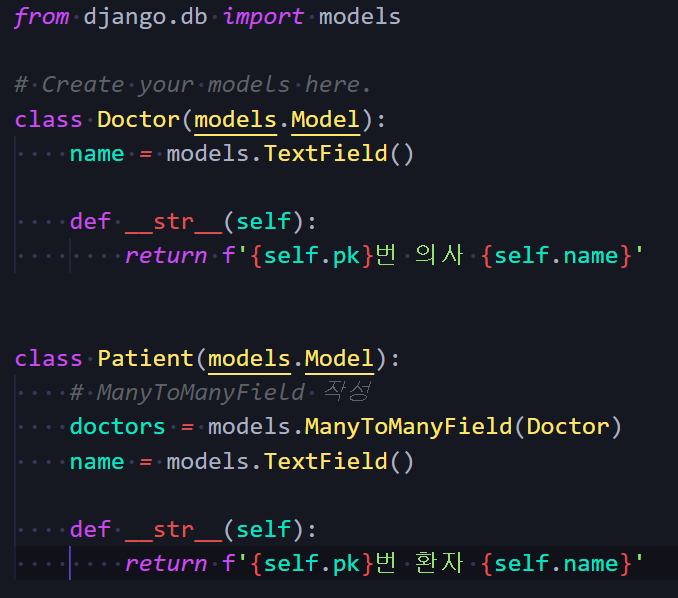 from django.db import models
# Create your models here.
class Doctor(models.Model):
name = models.TextField()
def __str__(self):
return f'{self.pk}번 의사 {self.name}'
class Patient(models.Model):
# ManyToManyField 작성
doctors = models.ManyToManyField(Doctor)
name = models.TextField()
def __str__(self):
return f'{self.pk}번 환자 {self.name}'